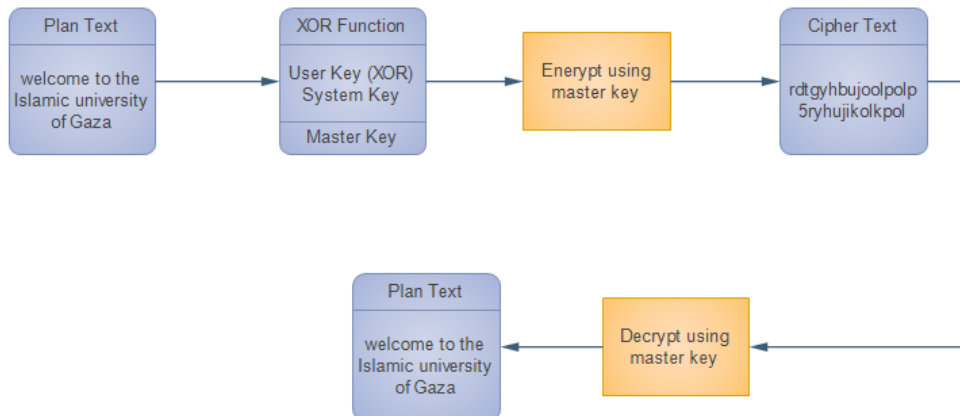 Plan Text
welcome to the
Islamic university
of Gaza
XOR Function
User Key (XOR)
System Key
Master Key
Enerypt using
master key
Cipher Text
rdtgyhbujoolpolp
5ryhujikolkpol
Plan Text
welcome to the
Islamic university
of Gaza
Decrypt using
master key